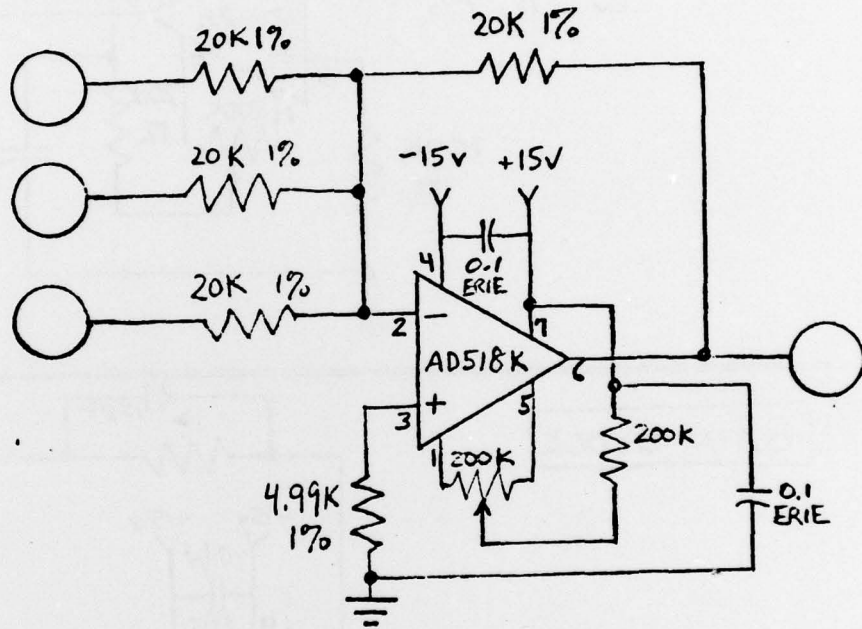 20K 1%
20K 1%
20K 1%
-15V +15V
4
0.1
ERIE
20K 1%
2
-
7
AD518K
6
3
+
5
1
200K
200K
4.99K
1%
0.1
ERIE